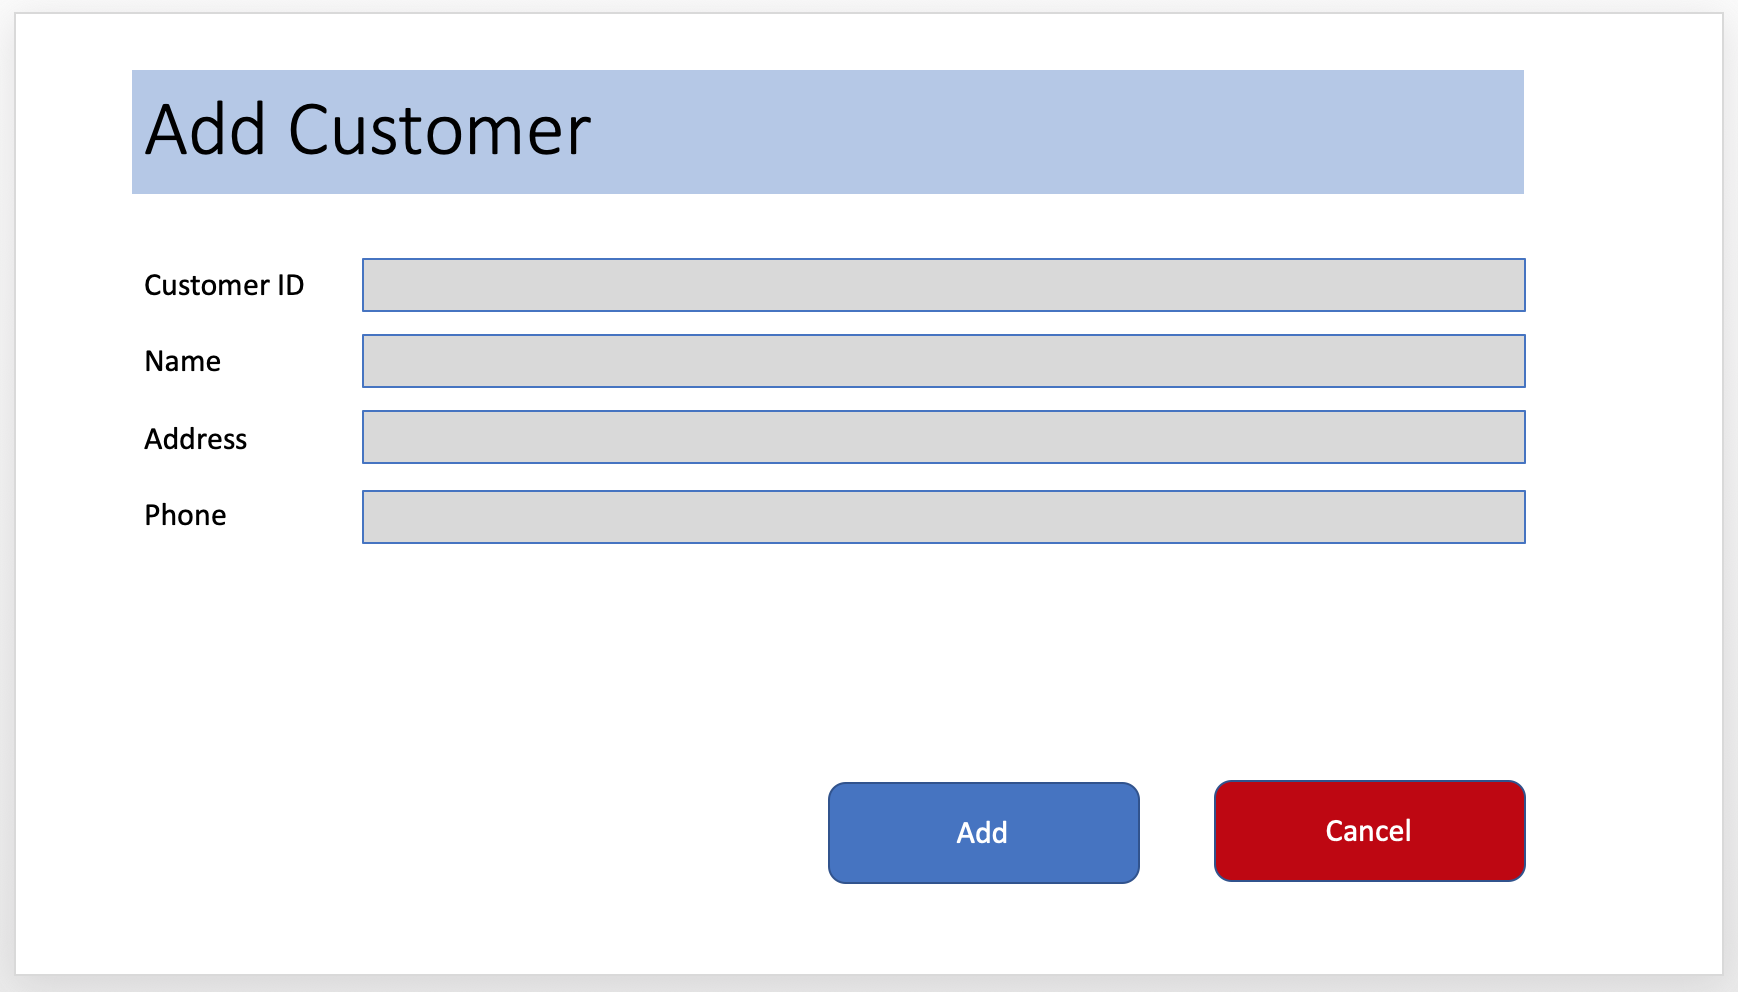 Add Customer
Customer ID
Name
Address
Phone
Add
Cancel